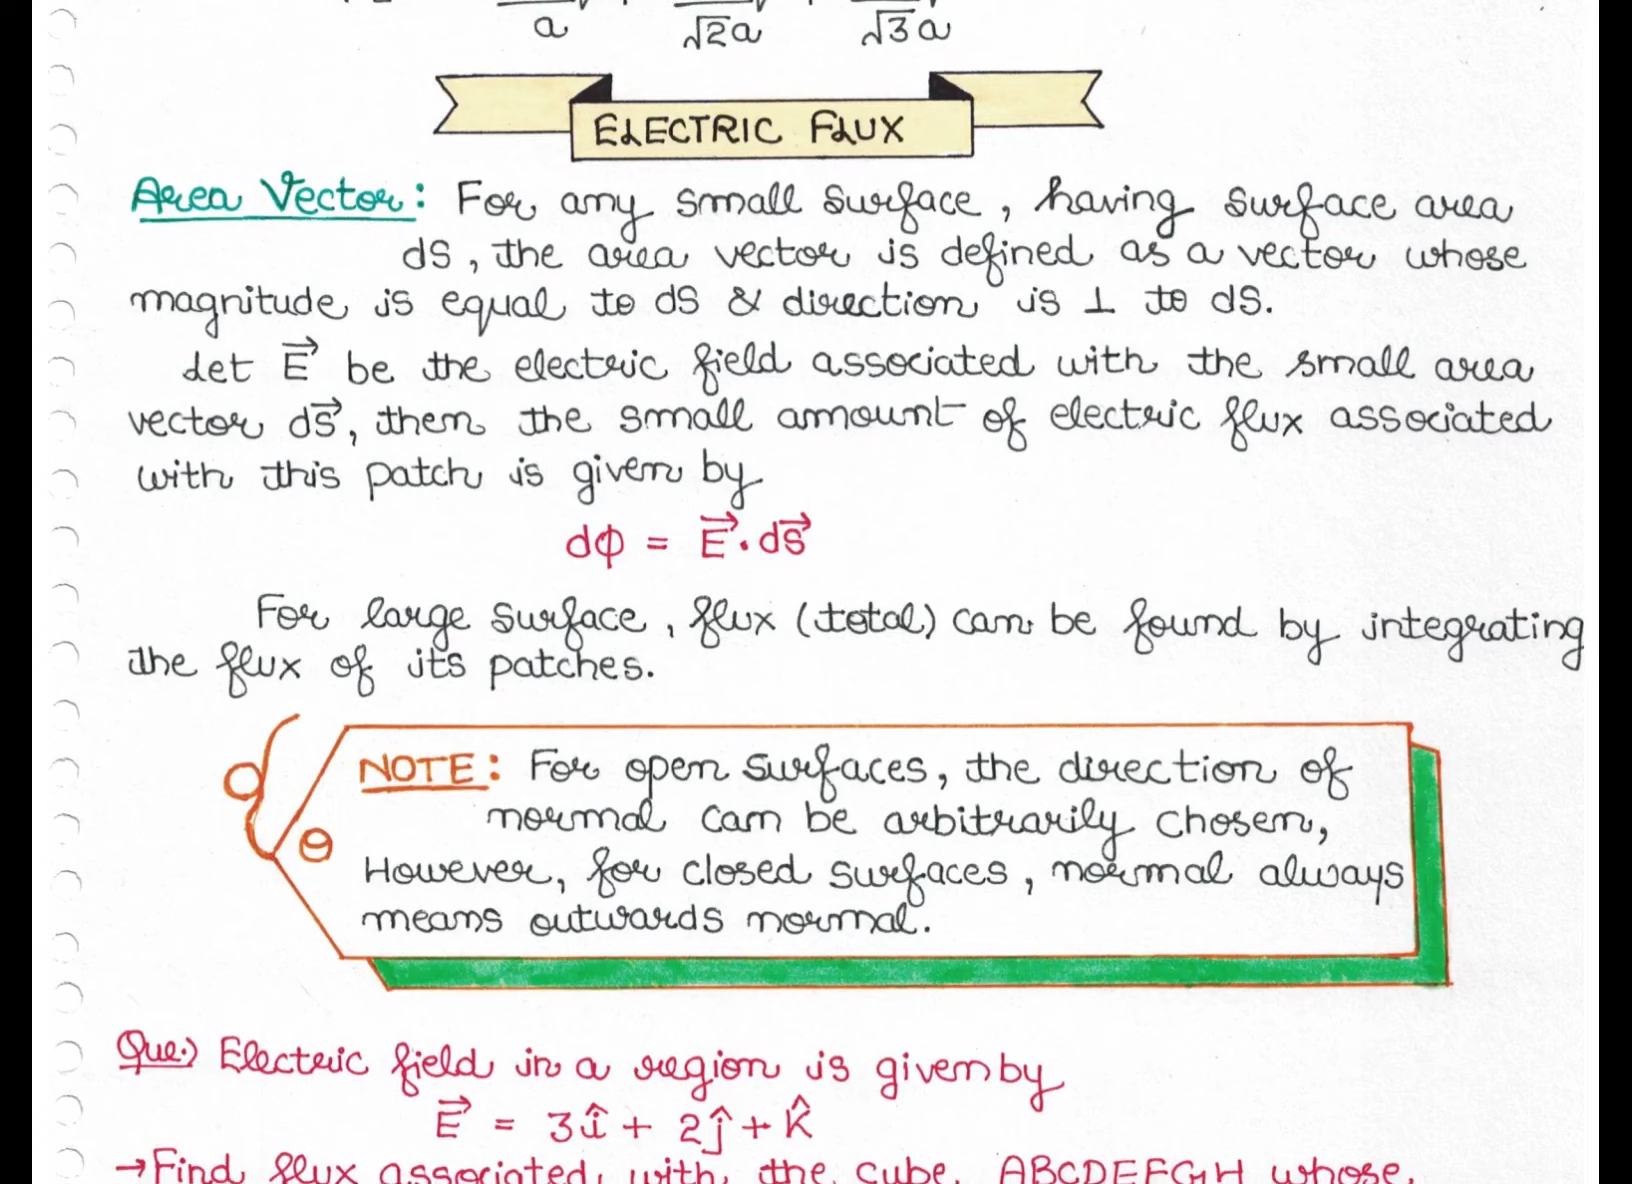 a √2a √3a
ELECTRIC FLUX
Area Vector: For any small surface, having surface area
ds, the area vector is defined as a vector whose
magnitude is equal to ds & direction is ⊥ to ds.
Let E⃗ be the electric field associated with the small area
vector ds⃗, then the small amount of electric flux associated
with this patch is given by
dϕ = E⃗.ds⃗
For large surface, flux (total) can be found by integrating
the flux of its patches.
NOTE: For open surfaces, the direction of
normal can be arbitrarily chosen,
However, for closed surfaces, normal always
means outwards normal.
Que.) Electric field in a region is given by
E⃗ = 3î + 2ĵ + k̂
→Find flux associated with the cube ABCDEFGH whose